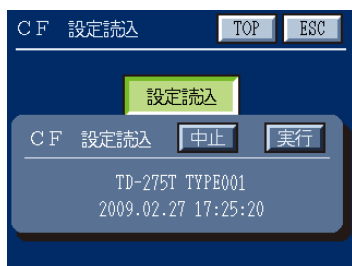 CF 設定読込 TOP ESC
設定読込
CF 設定読込 中止 実行
TD-275T TYPE001
2009.02.27 17:25:20